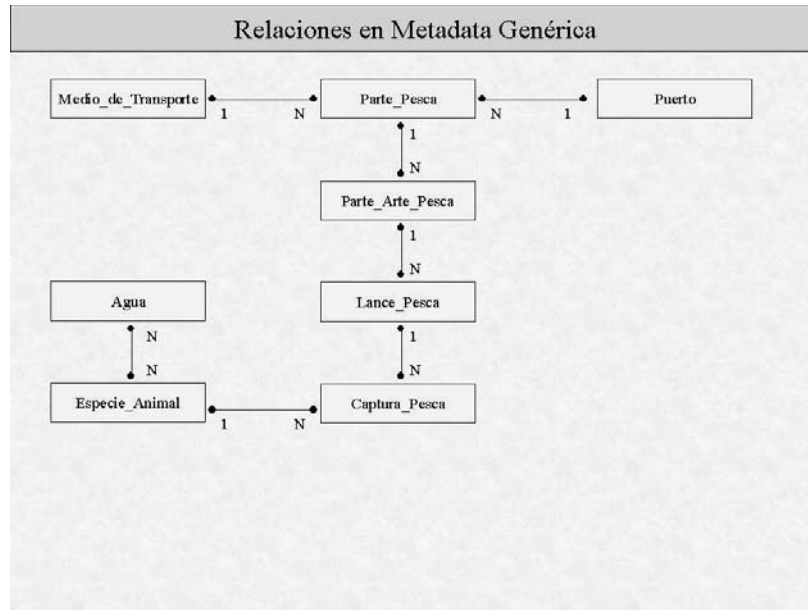 Relaciones en Metadata Genérica
Medio_de_Transporte
1
N
Parte_Pesca
N
1
Puerto
1
N
Parte_Arte_Pesca
1
N
Agua
Lance_Pesca
N
N
1
N
Especie_Animal
1
N
Captura_Pesca